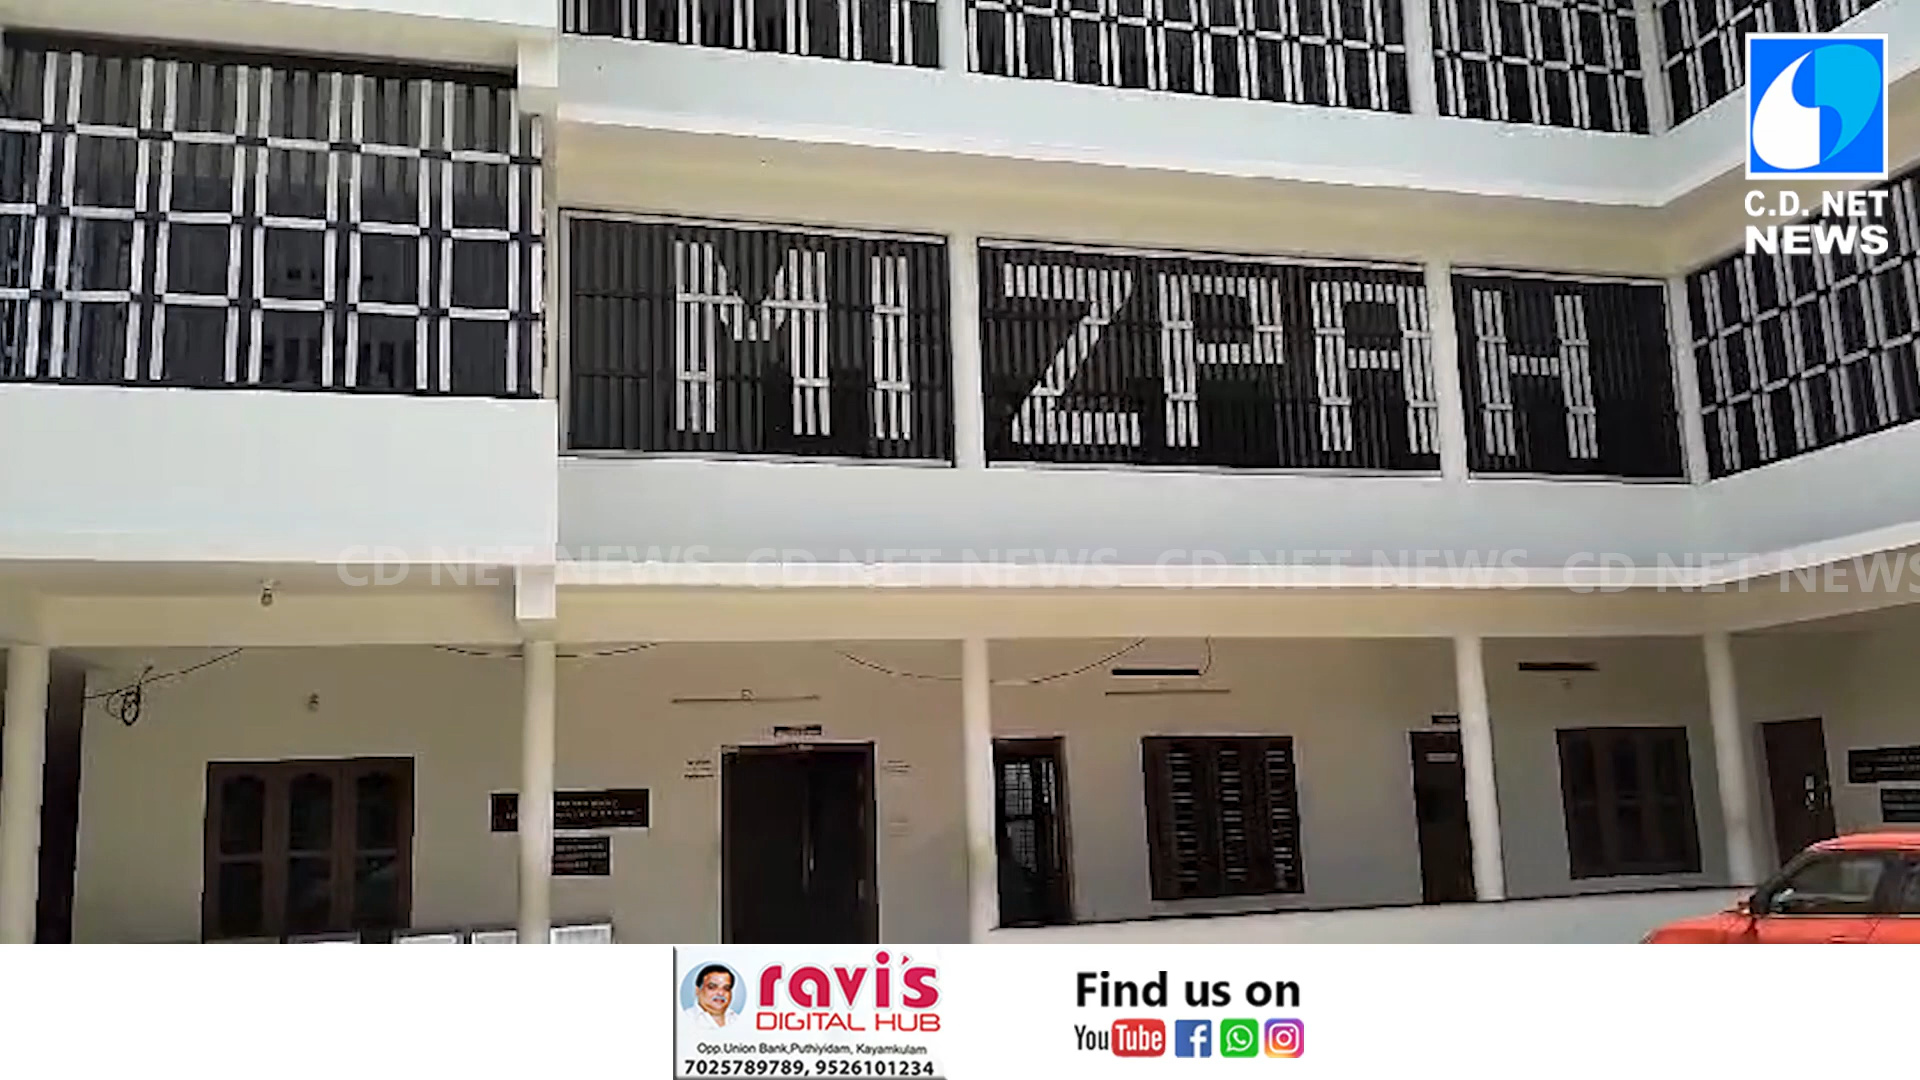 C.D. NET
NEWS
MIZPAH
CD NET NEWS CD NET NEWS CD NET NEWS CD NET NEWS
ravi's
DIGITAL HUB
Opp.Union Bank,Puthiyidam, Kayamkulam
7025789789, 9526101234
Find us on
YouTube